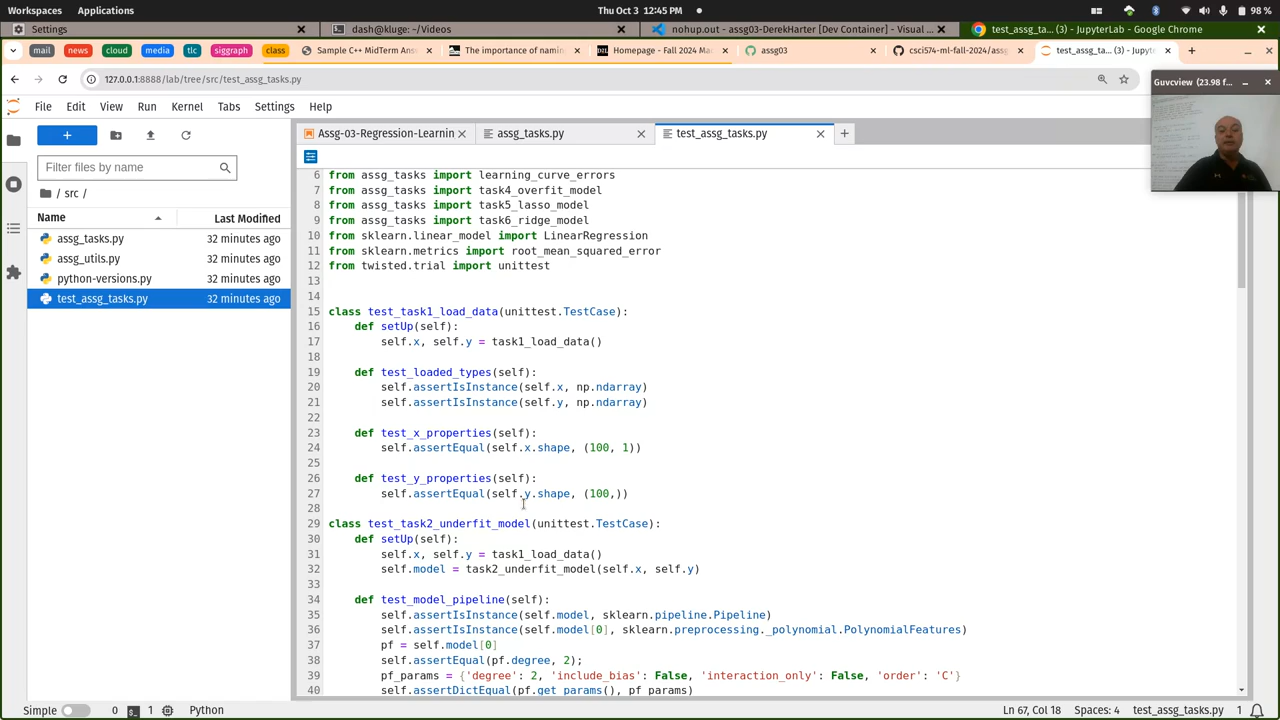 Workspaces
Applications
Thu Oct 3 12:45 PM
98 %
Settings
dash@kluge: ~/Videos
nohup.out - assg03-DerekHarter [Dev Container] - Visual ...
test_assg_ta... (3) - JupyterLab - Google Chrome
mail
news
cloud
media
tlc
siggraph
class
Sample C++ MidTerm Ans
The importance of namin
Homepage - Fall 2024 Ma
assg03
csci574-ml-fall-2024/assg
test_assg_ta... (3) - Jupyte
127.0.0.1:8888/lab/tree/src/test_assg_tasks.py
Guvcview (23.98 f...
File
Edit
View
Run
Kernel
Tabs
Settings
Help
Assg-03-Regression-Learnin
assg_tasks.py
test_assg_tasks.py
Filter files by name
/ src /
Name
Last Modified
assg_tasks.py
32 minutes ago
assg_utils.py
32 minutes ago
python-versions.py
32 minutes ago
test_assg_tasks.py
32 minutes ago
6 from assg_tasks import learning_curve_errors
7 from assg_tasks import task4_overfit_model
8 from assg_tasks import task5_lasso_model
9 from assg_tasks import task6_ridge_model
10 from sklearn.linear_model import LinearRegression
11 from sklearn.metrics import root_mean_squared_error
12 from twisted.trial import unittest
13
14
15 class test_task1_load_data(unittest.TestCase):
16 def setUp(self):
17 self.x, self.y = task1_load_data()
18
19 def test_loaded_types(self):
20 self.assertIsInstance(self.x, np.ndarray)
21 self.assertIsInstance(self.y, np.ndarray)
22
23 def test_x_properties(self):
24 self.assertEqual(self.x.shape, (100, 1))
25
26 def test_y_properties(self):
27 self.assertEqual(self.y.shape, (100,))
28
29 class test_task2_underfit_model(unittest.TestCase):
30 def setUp(self):
31 self.x, self.y = task1_load_data()
32 self.model = task2_underfit_model(self.x, self.y)
33
34 def test_model_pipeline(self):
35 self.assertIsInstance(self.model, sklearn.pipeline.Pipeline)
36 self.assertIsInstance(self.model[0], sklearn.preprocessing._polynomial.PolynomialFeatures)
37 pf = self.model[0]
38 self.assertEqual(pf.degree, 2);
39 pf_params = {'degree': 2, 'include_bias': False, 'interaction_only': False, 'order': 'C'}
40 self.assertDictEqual(pf.get_params(), pf_params)
Simple
0
1
Python
Ln 67, Col 18
Spaces: 4
test_assg_tasks.py
1